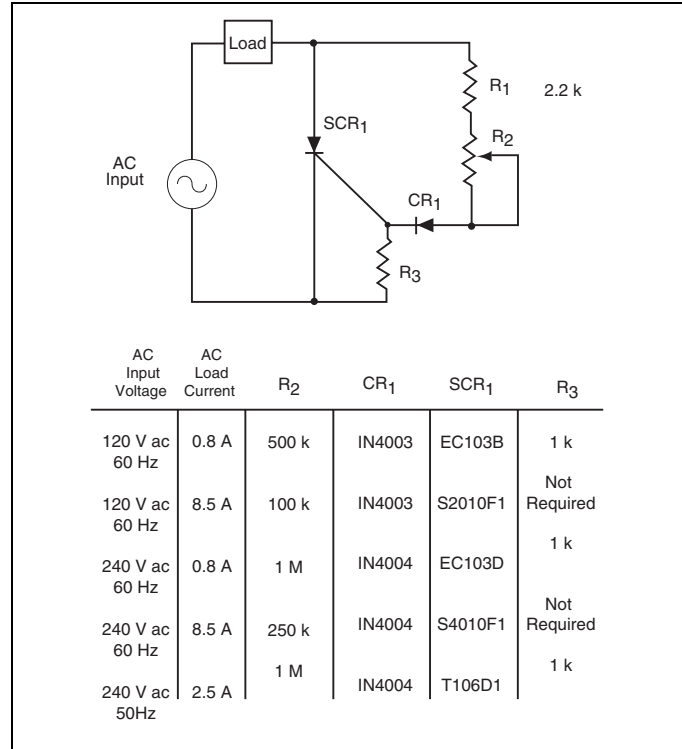 Load
R1 2.2 k
SCR1
R2
AC
Input
CR1
R3
AC
Input
Voltage
AC
Load
Current
R2
CR1
SCR1
R3
120 V ac
60 Hz
0.8 A
500 k
IN4003
EC103B
1 k
120 V ac
60 Hz
8.5 A
100 k
IN4003
S2010F1
Not
Required
240 V ac
60 Hz
0.8 A
1 M
IN4004
EC103D
1 k
240 V ac
60 Hz
8.5 A
250 k
IN4004
S4010F1
Not
Required
240 V ac
50Hz
2.5 A
1 M
IN4004
T106D1
1 k